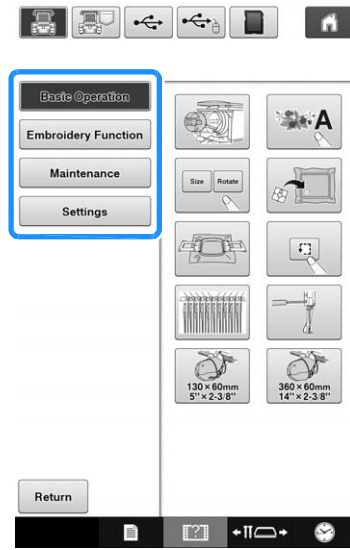 Basic Operation
Embroidery Function
Maintenance
Settings
A
Size Rotate
130×60mm
5"×2-3/8"
360×60mm
14"×2-3/8"
Return